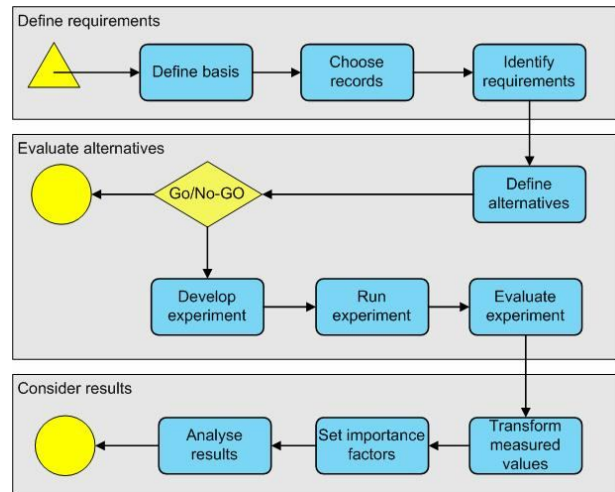 Define requirements
Define basis
Choose
records
Identify
requirements
Evaluate alternatives
Go/No-GO
Define
alternatives
Develop
experiment
Run
experiment
Evaluate
experiment
Consider results
Analyse
results
Set importance
factors
Transform
measured
values